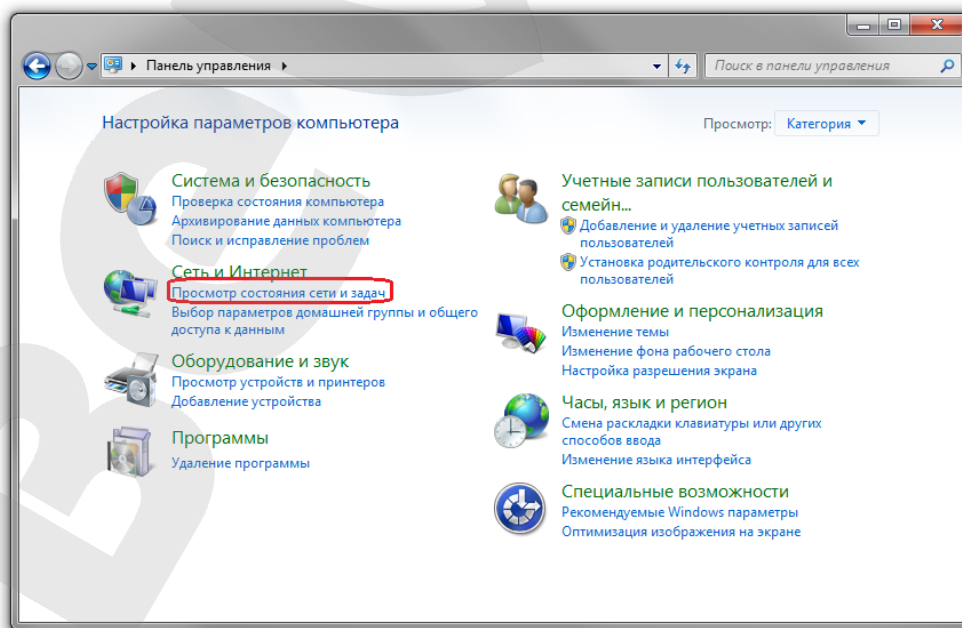 Панель управления
Поиск в панели управления
Настройка параметров компьютера
Просмотр: Категория
Система и безопасность
Проверка состояния компьютера
Архивирование данных компьютера
Поиск и исправление проблем
Сеть и Интернет
Просмотр состояния сети и задач
Выбор параметров домашней группы и общего
доступа к данным
Оборудование и звук
Просмотр устройств и принтеров
Добавление устройства
Программы
Удаление программы
Учетные записи пользователей и
семейн...
Добавление и удаление учетных записей
пользователей
Установка родительского контроля для всех
пользователей
Оформление и персонализация
Изменение темы
Изменение фона рабочего стола
Настройка разрешения экрана
Часы, язык и регион
Смена раскладки клавиатуры или других
способов ввода
Изменение языка интерфейса
Специальные возможности
Рекомендуемые Windows параметры
Оптимизация изображения на экране